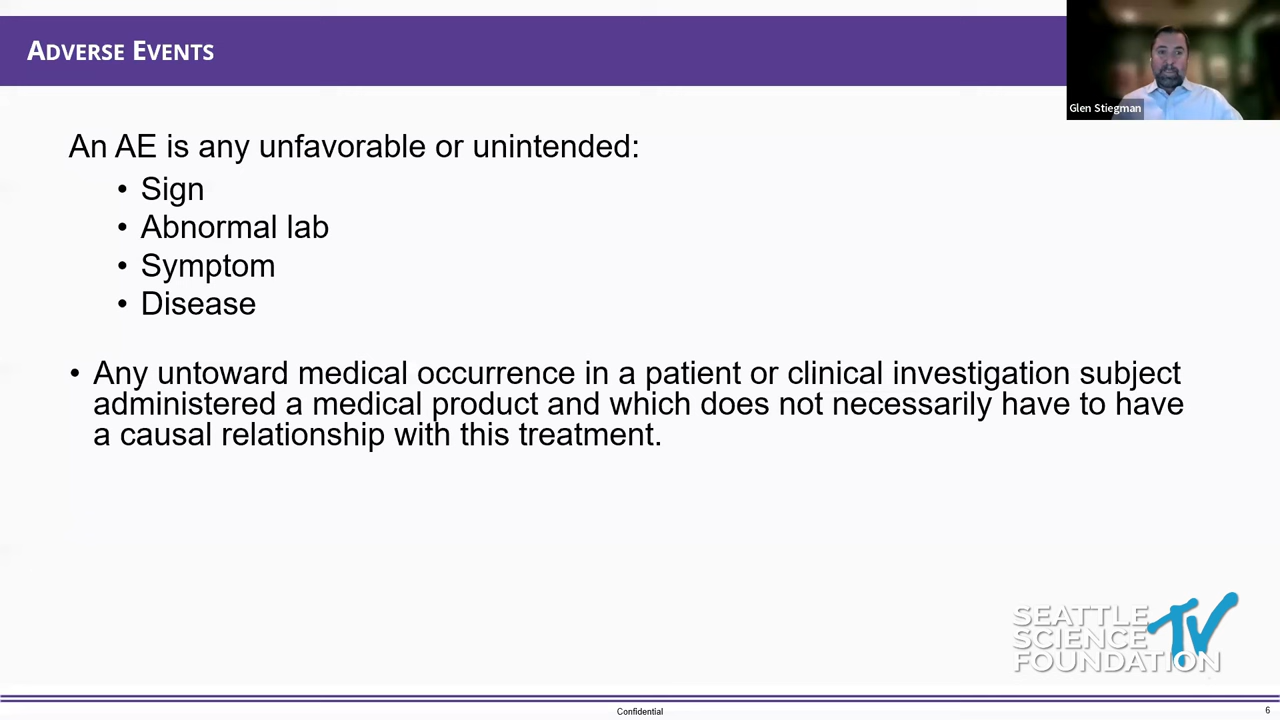 ADVERSE EVENTS
Glen Stiegman
An AE is any unfavorable or unintended:
• Sign
• Abnormal lab
• Symptom
• Disease
• Any untoward medical occurrence in a patient or clinical investigation subject
administered a medical product and which does not necessarily have to have
a causal relationship with this treatment.
SEATTLE
SCIENCE
FOUNDATION
TV
Confidential
6